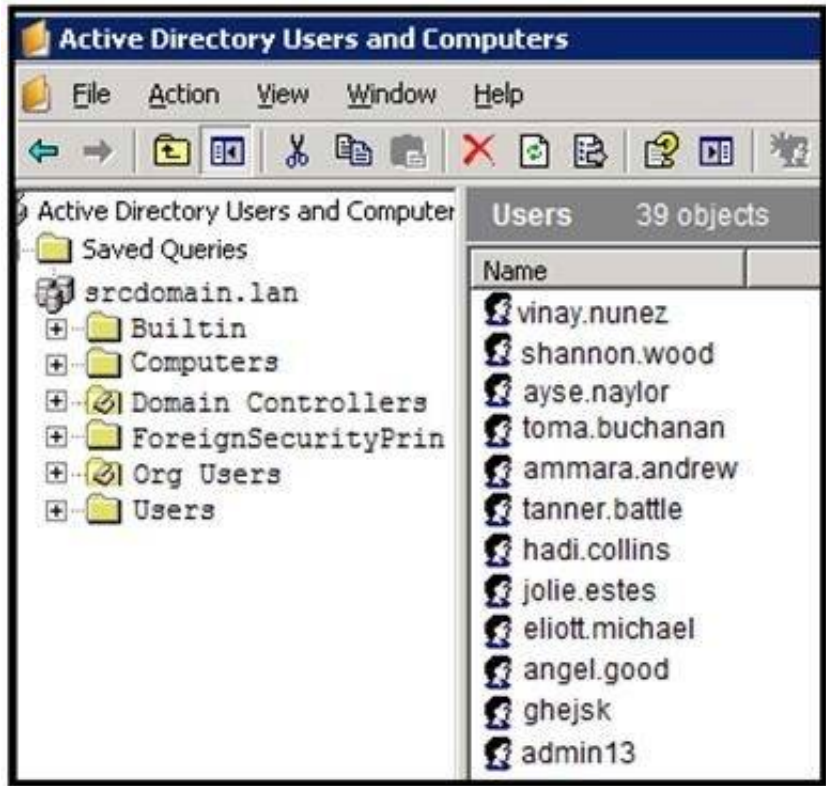 Active Directory Users and Computers
File Action View Window Help
Active Directory Users and Computer
Saved Queries
srcdomain.lan
Builtin
Computers
Domain Controllers
ForeignSecurityPrin
Org Users
Users
Users 39 objects
Name
vinay.nunez
shannon.wood
ayse.naylor
toma.buchanan
ammara.andrew
tanner.battle
hadi.collins
jolie.estes
eliott.michael
angel.good
ghejsk
admin13